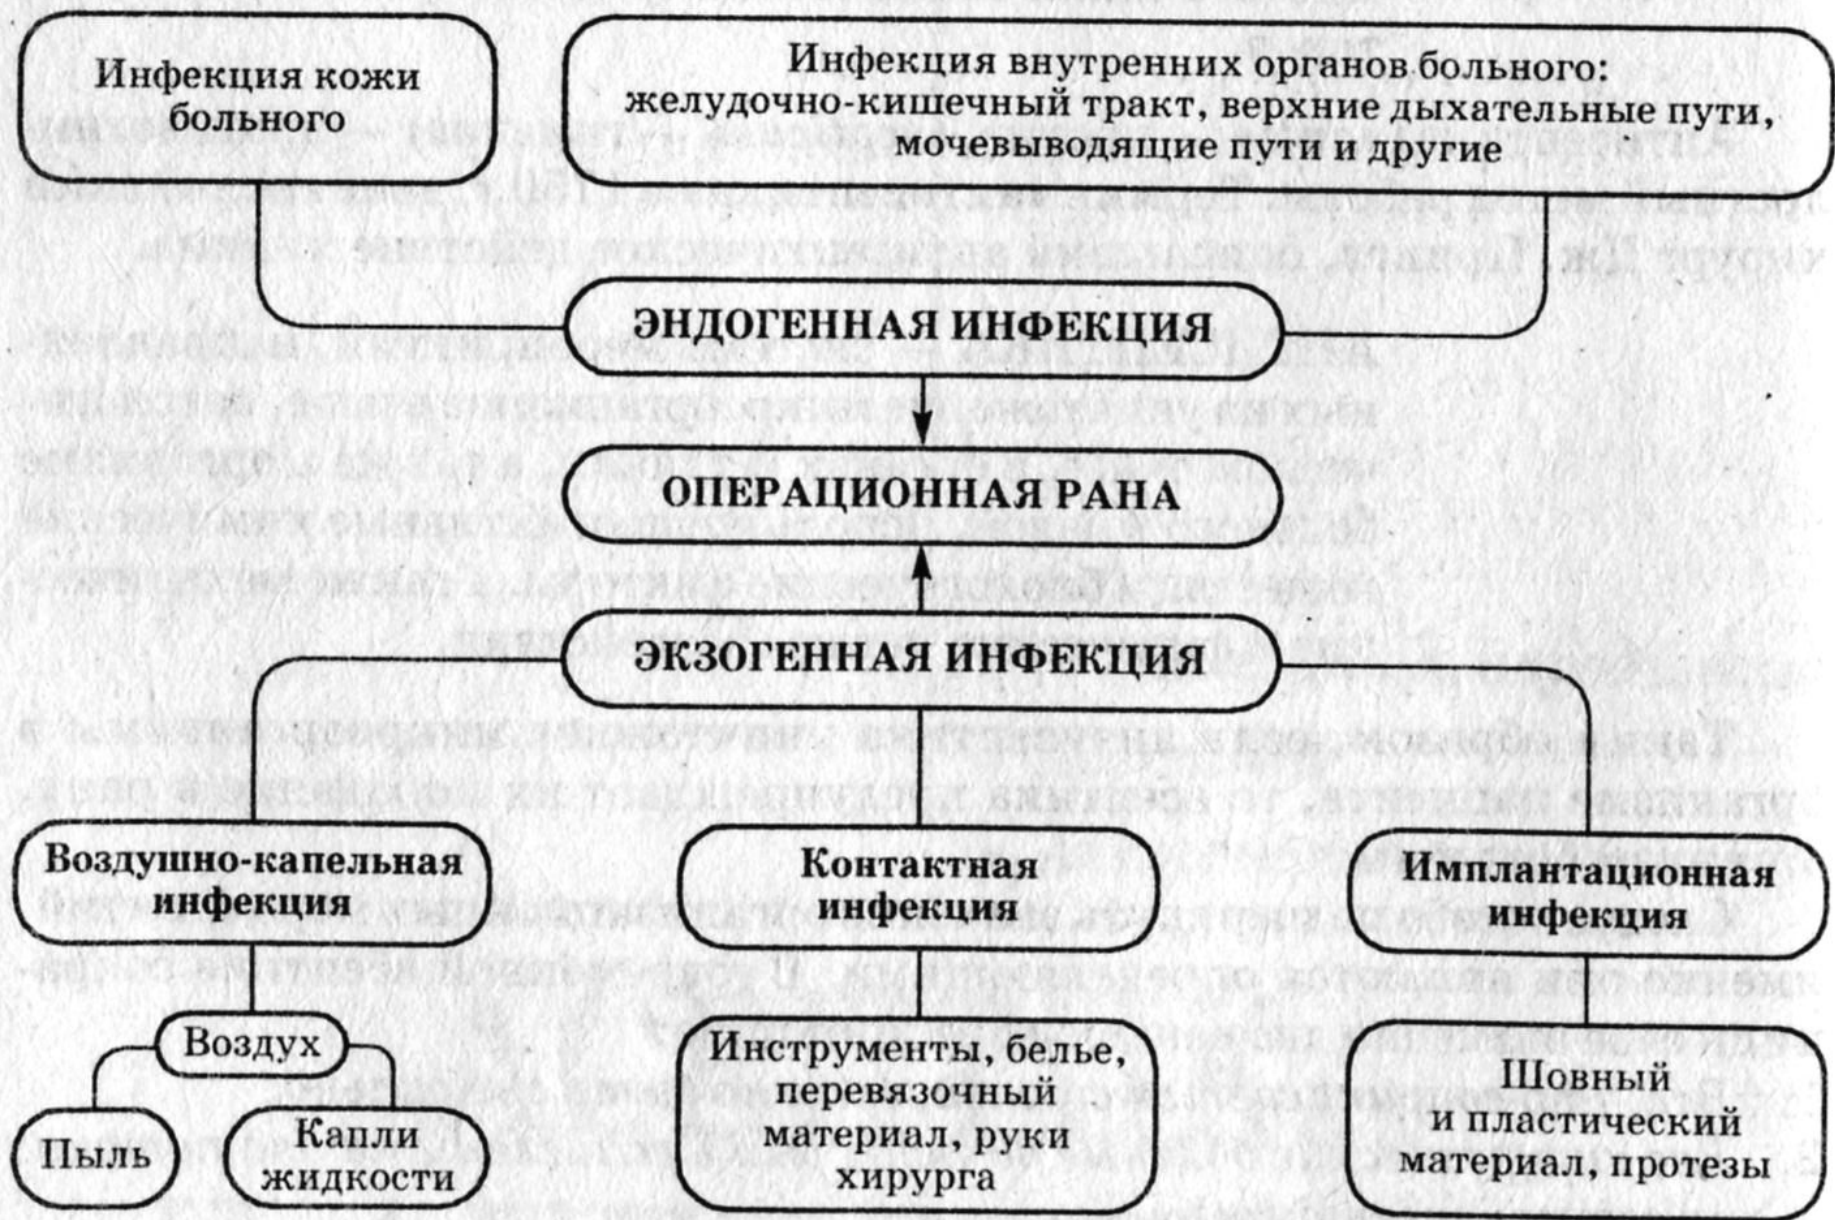 Инфекция кожи
больного
Инфекция внутренних органов больного:
желудочно-кишечный тракт, верхние дыхательные пути,
мочевыводящие пути и другие
ЭНДОГЕННАЯ ИНФЕКЦИЯ
ОПЕРАЦИОННАЯ РАНА
ЭКЗОГЕННАЯ ИНФЕКЦИЯ
Воздушно-капельная
инфекция
Контактная
инфекция
Имплантационная
инфекция
Воздух
Пыль
Капли
жидкости
Инструменты, белье,
перевязочный
материал, руки
хирурга
Шовный
и пластический
материал, протезы